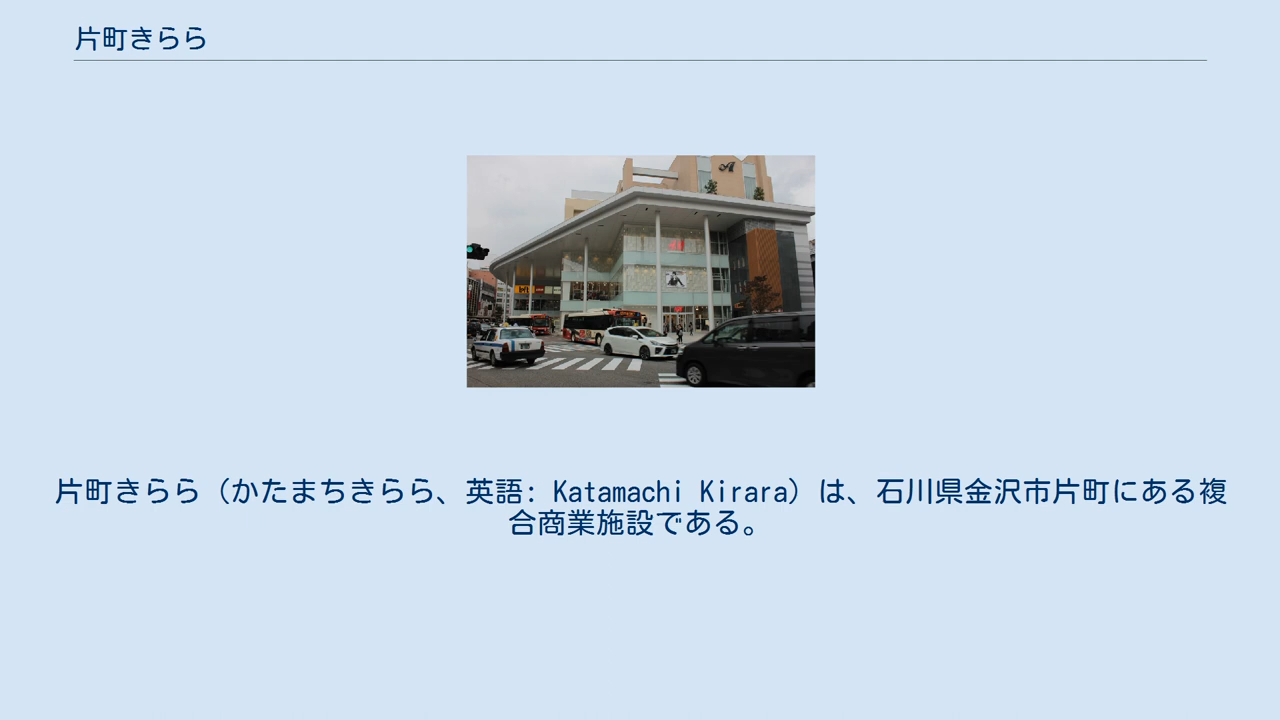 片町きらら
片町きらら（かたまちきらら、英語: Katamachi Kirara）は、石川県金沢市片町にある複
合商業施設である。